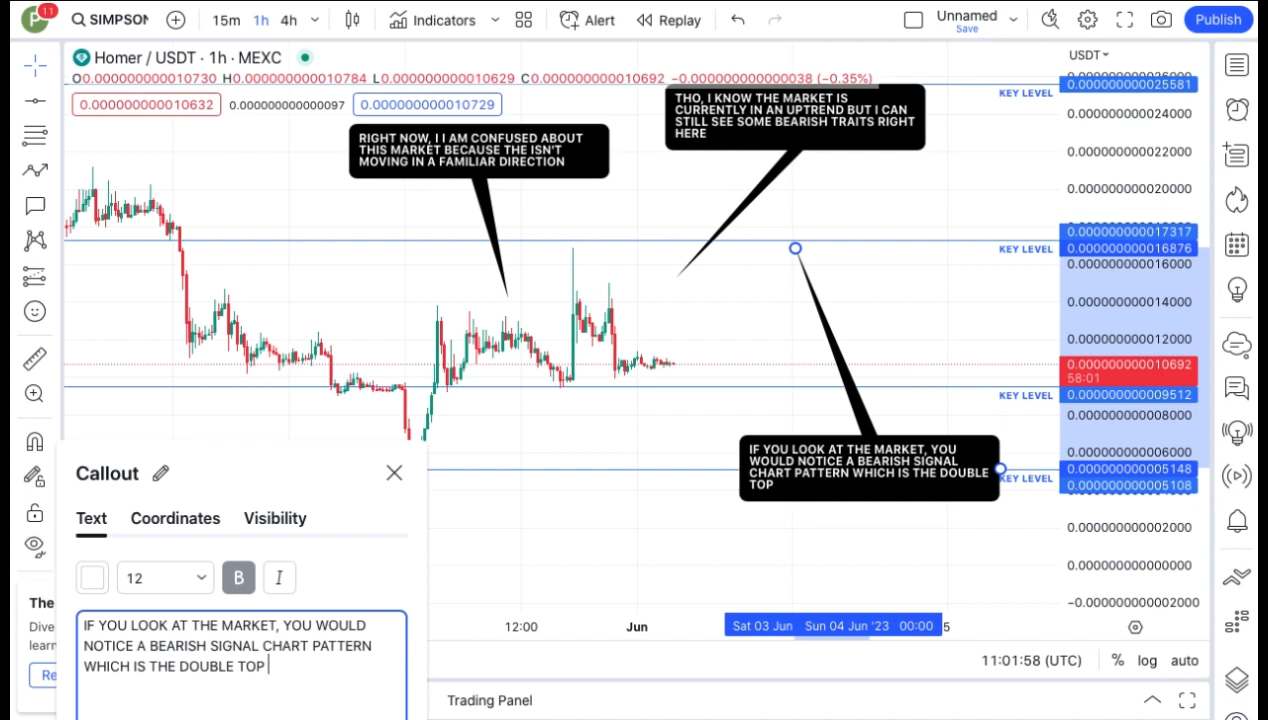 P 11 SIMPSON 15m 1h 4h Indicators Alert Replay Unnamed Save Publish
Homer / USDT · 1h · MEXC
USDT
O0.000000000010730 H0.000000000010784 L0.000000000010629 C0.000000000010692 −0.000000000000038 (−0.35%)
0.000000000010632 0.000000000000097 0.000000000010729
THO, I KNOW THE MARKET IS
CURRENTLY IN AN UPTREND BUT I CAN
STILL SEE SOME BEARISH TRAITS RIGHT
HERE
RIGHT NOW, I I AM CONFUSED ABOUT
THIS MARKET BECAUSE THE ISN'T
MOVING IN A FAMILIAR DIRECTION
KEY LEVEL
0.000000000025581
0.000000000024000
0.000000000022000
0.000000000020000
0.000000000017317
KEY LEVEL
0.000000000016876
0.000000000016000
0.000000000014000
0.000000000012000
0.000000000010692
58:01
KEY LEVEL
0.000000000009512
0.000000000008000
0.000000000006000
0.000000000005148
KEY LEVEL
0.000000000005108
0.000000000002000
0.000000000000000
−0.000000000002000
IF YOU LOOK AT THE MARKET, YOU
WOULD NOTICE A BEARISH SIGNAL
CHART PATTERN WHICH IS THE DOUBLE
TOP
Callout
Text Coordinates Visibility
12 B I
IF YOU LOOK AT THE MARKET, YOU WOULD
NOTICE A BEARISH SIGNAL CHART PATTERN
WHICH IS THE DOUBLE TOP
The
Dive
learn
Re
12:00 Jun Sat 03 Jun Sun 04 Jun '23 00:00 5
11:01:58 (UTC) % log auto
Trading Panel